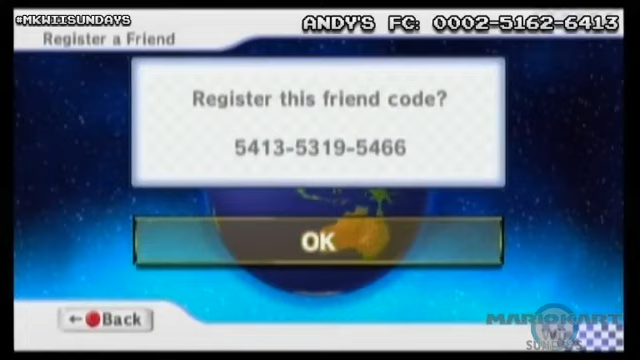 #MKWIISUNDAYS
ANDY'S FC: 0002-5162-6413
Register a Friend
Register this friend code?
5413-5319-5466
OK
← Back
MARIOKART
WII
SUNDAYS